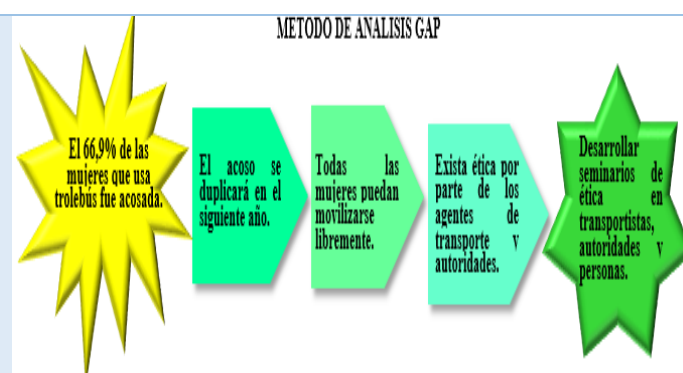 METODO DE ANALISIS GAP
El 66,9% de las
mujeres que usa
trolebús fue acosada.
El acoso se
duplicará en el
siguiente año.
Todas las
mujeres puedan
movilizarse
libremente.
Exista ética por
parte de los
agentes de
transporte y
autoridades.
Desarrollar
seminarios de
ética en
transportistas,
autoridades y
personas.